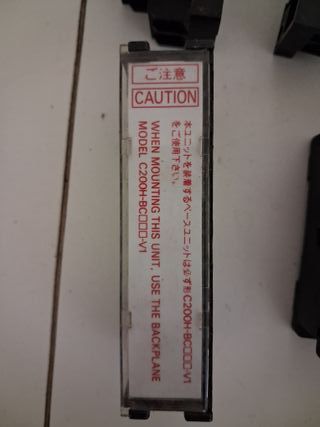 ご注意
CAUTION
本ユニットを装着するベースユニットは必ず形C200H-BC□□□-V1
をご使用下さい。
WHEN MOUNTING THIS UNIT, USE THE BACKPLANE
MODEL C200H-BC□□□-V1